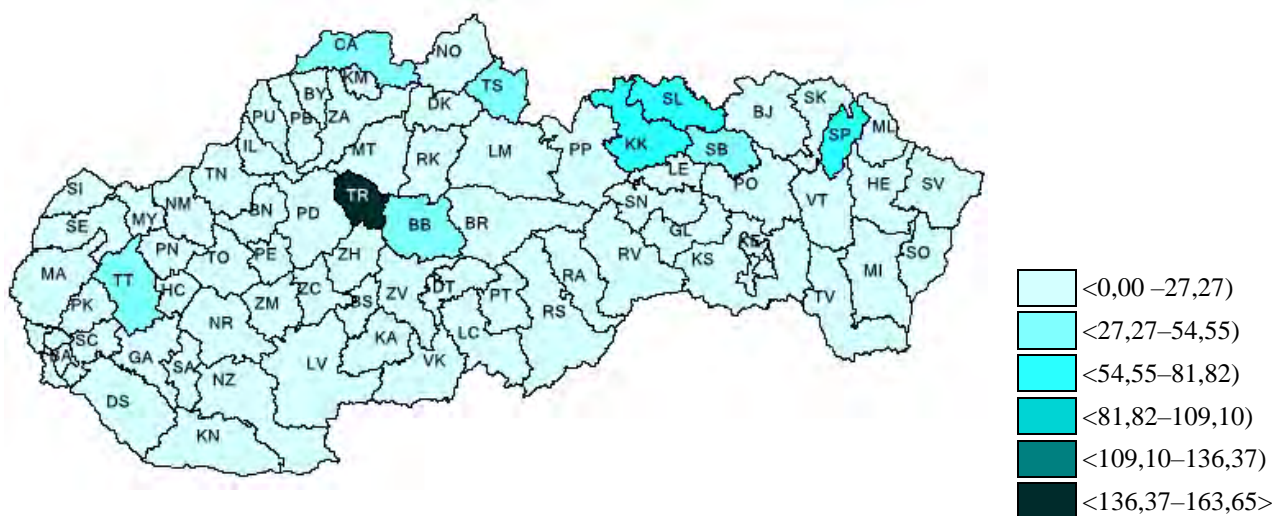 CA
NO
KM
TS
BY
PU
PB
ZA
DK
IL
MT
RK
LM
PP
SL
KK
SB
BJ
SK
SP
ML
LE
PO
HE
SV
VT
TN
SI
SE
MY
NM
BN
PD
TR
BB
BR
SN
GL
KS
RV
MA
TT
PN
TO
PE
ZH
PK
HC
ZM
ZC
BS
ZV
DT
PT
RA
RS
MI
SO
TV
SC
BA
GA
SA
NR
NZ
LV
KA
VK
LC
DS
KN
KE
<0,00 –27,27)
<27,27–54,55)
<54,55–81,82)
<81,82–109,10)
<109,10–136,37)
<136,37–163,65>